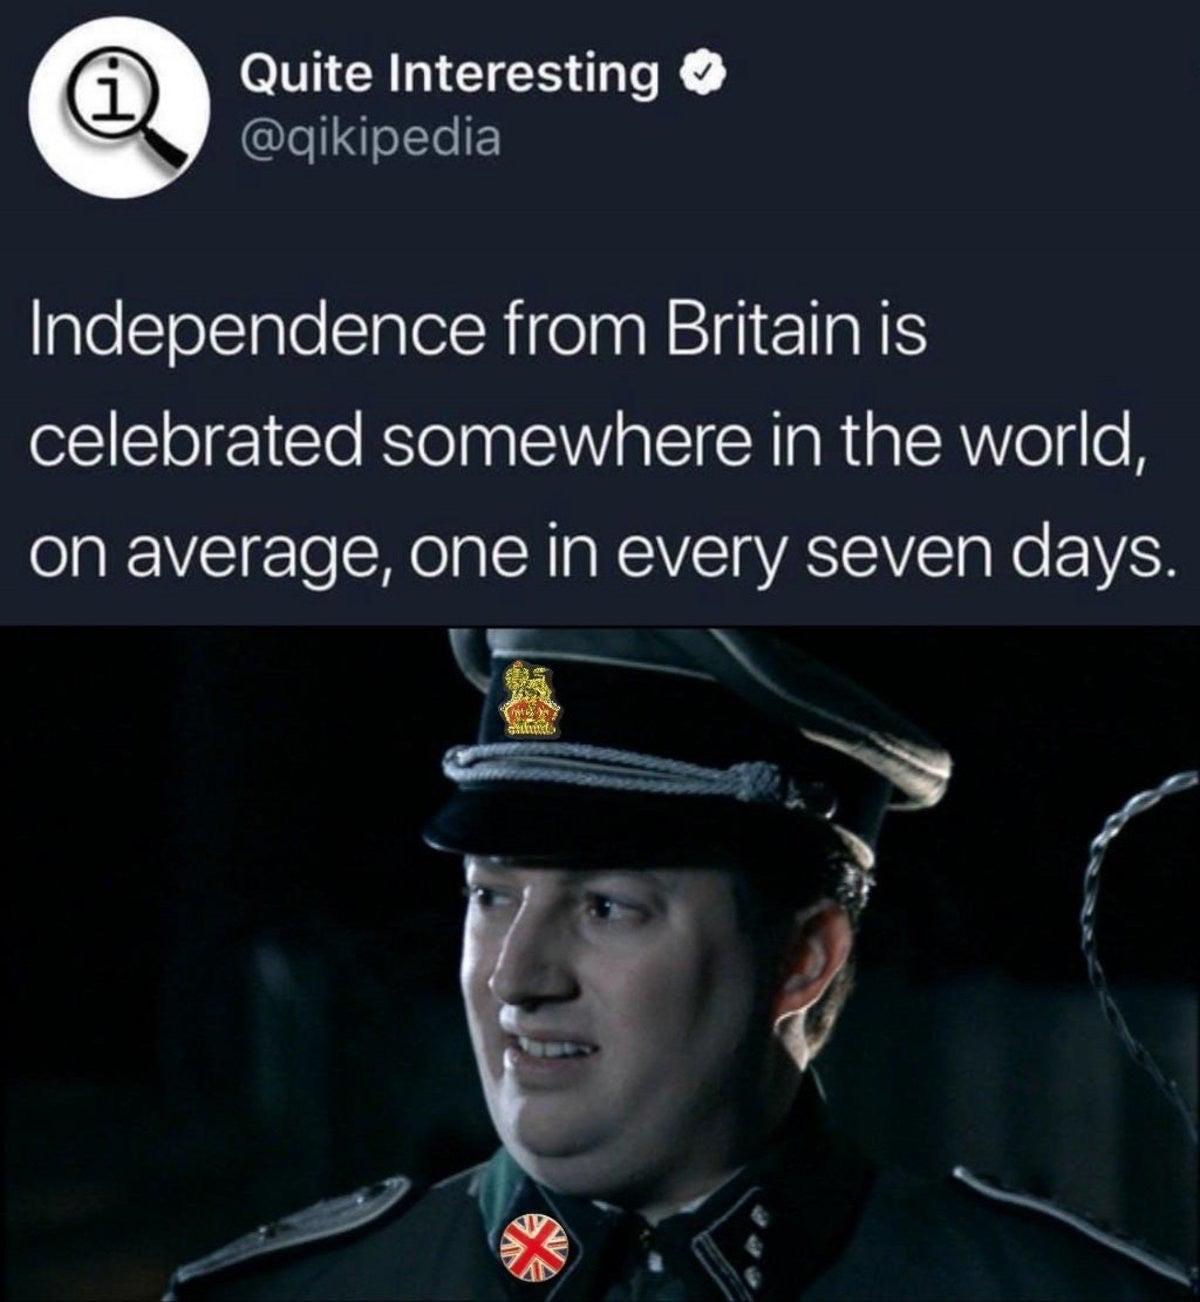 i
Quite Interesting
@qikipedia
Independence from Britain is
celebrated somewhere in the world,
on average, one in every seven days.